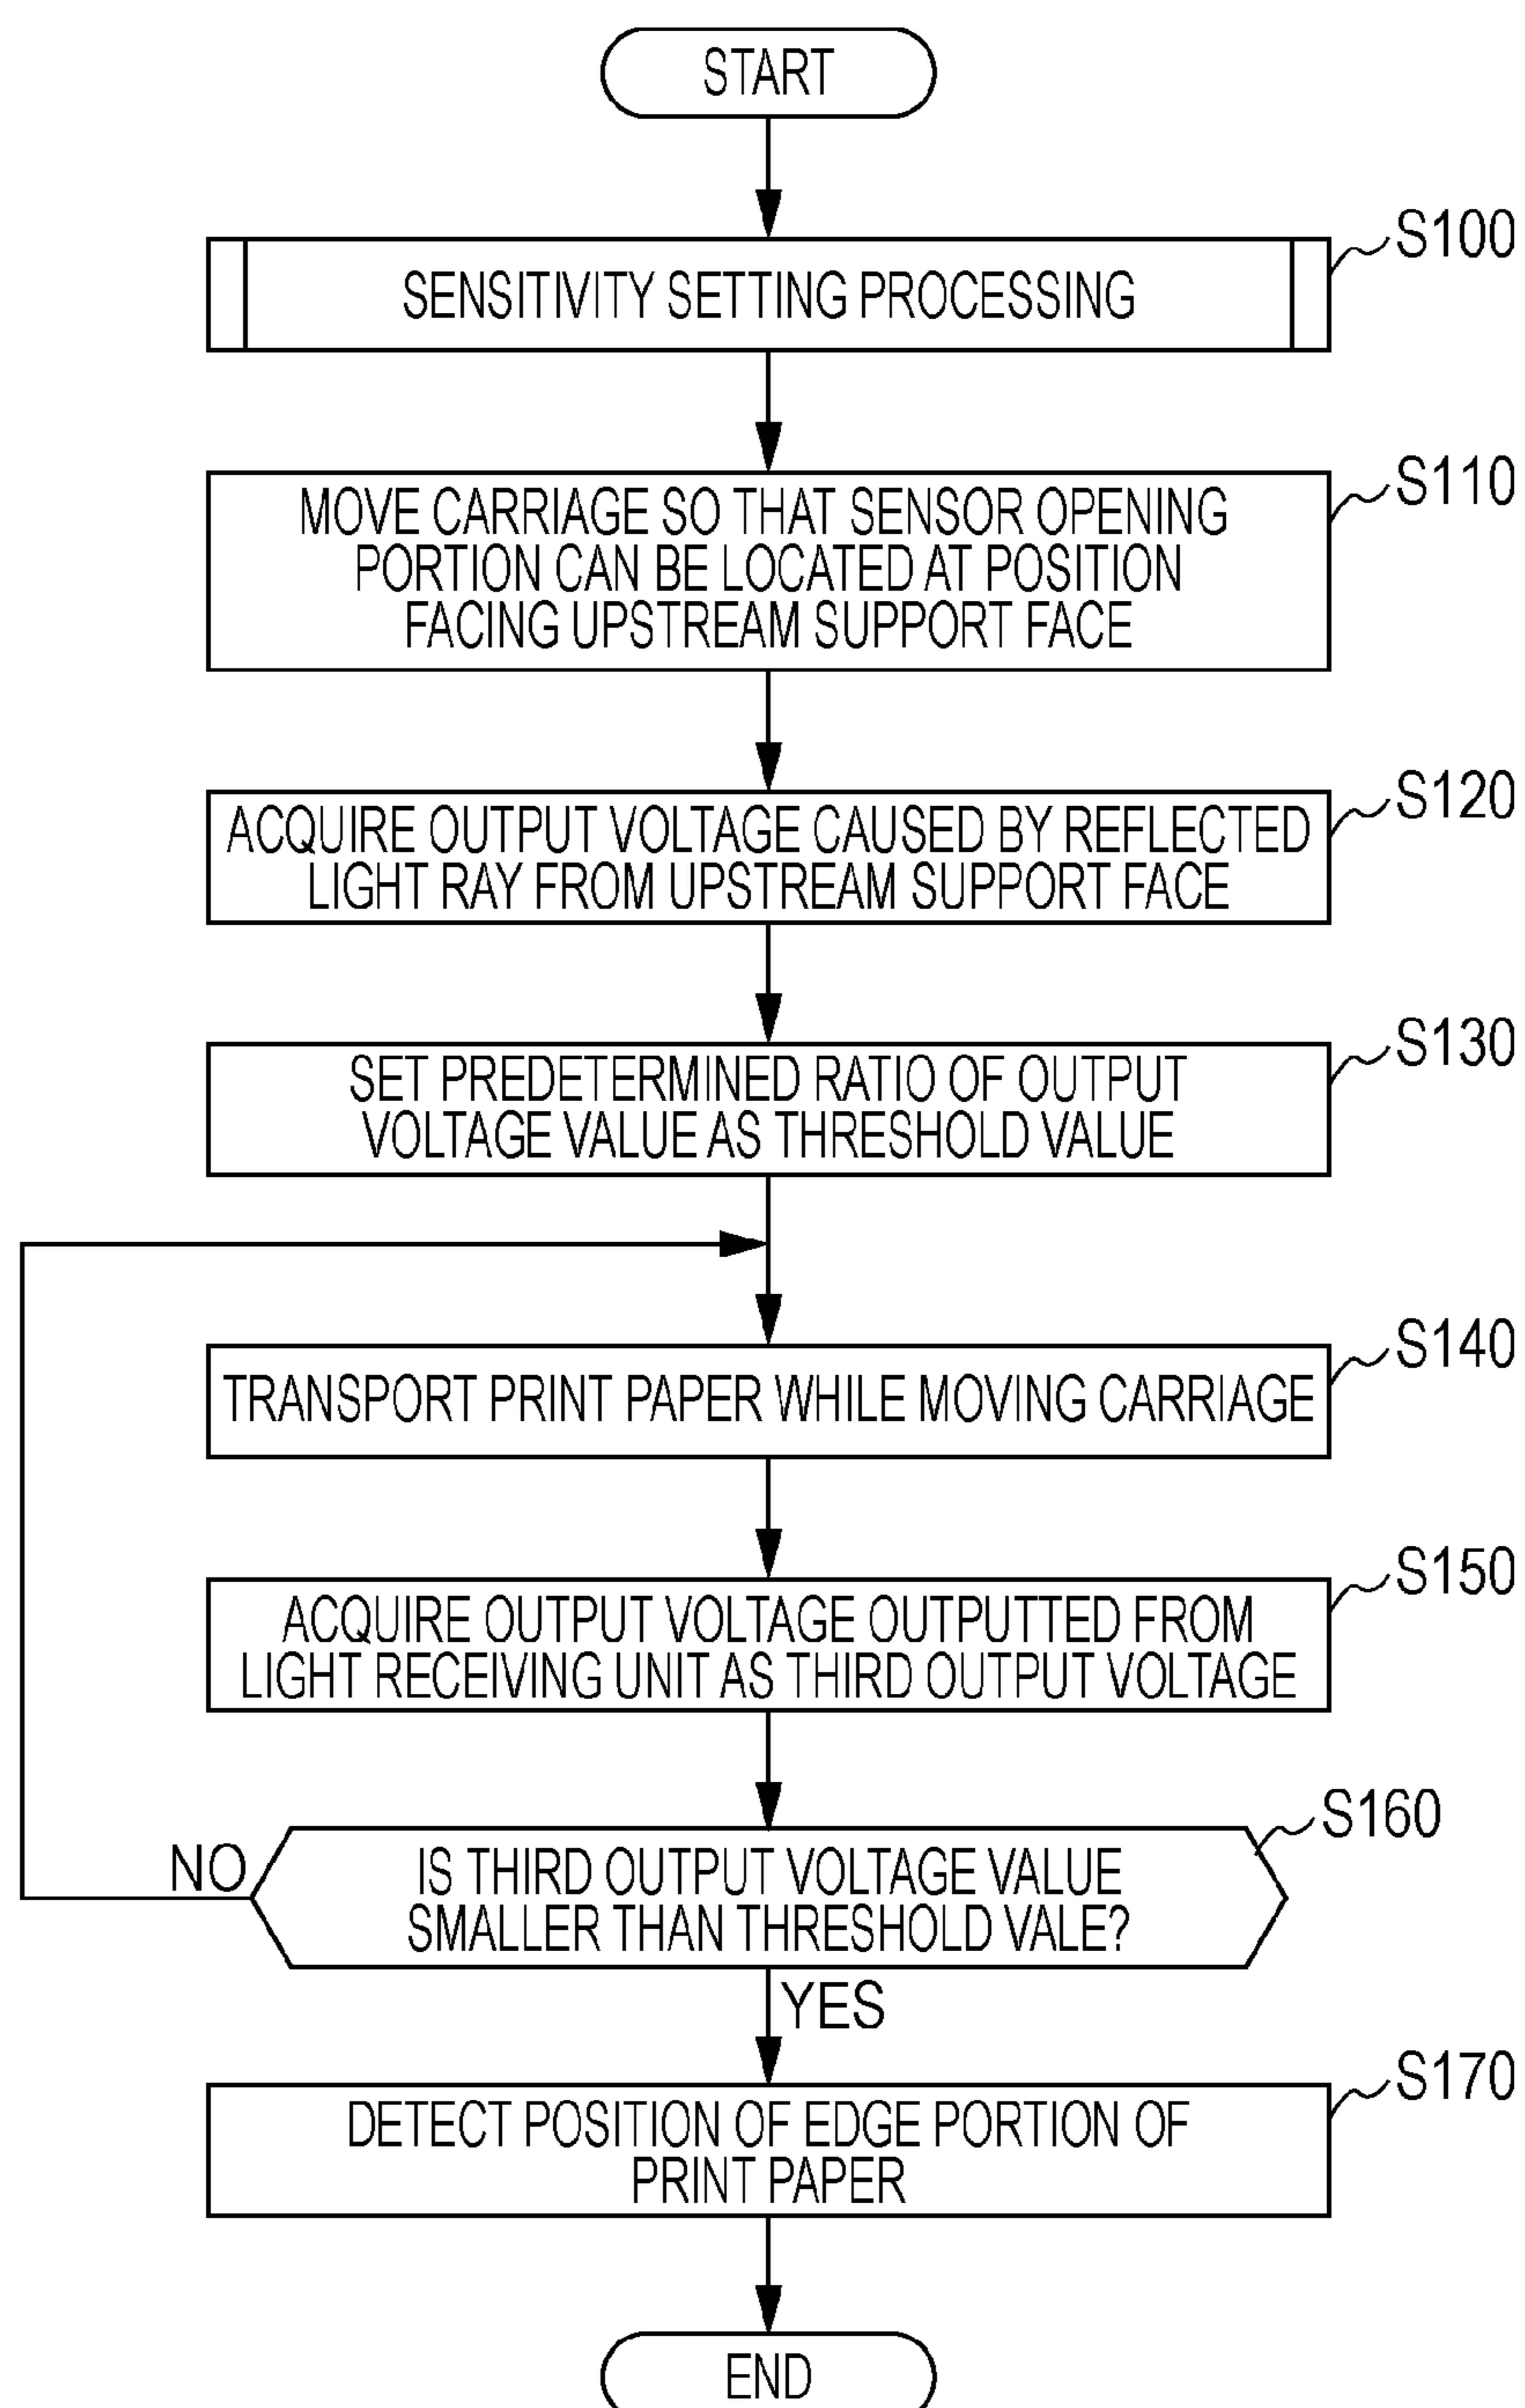 START
S100
SENSITIVITY SETTING PROCESSING
S110
MOVE CARRIAGE SO THAT SENSOR OPENING
PORTION CAN BE LOCATED AT POSITION
FACING UPSTREAM SUPPORT FACE
S120
ACQUIRE OUTPUT VOLTAGE CAUSED BY REFLECTED
LIGHT RAY FROM UPSTREAM SUPPORT FACE
S130
SET PREDETERMINED RATIO OF OUTPUT
VOLTAGE VALUE AS THRESHOLD VALUE
S140
TRANSPORT PRINT PAPER WHILE MOVING CARRIAGE
S150
ACQUIRE OUTPUT VOLTAGE OUTPUTTED FROM
LIGHT RECEIVING UNIT AS THIRD OUTPUT VOLTAGE
S160
NO
IS THIRD OUTPUT VOLTAGE VALUE
SMALLER THAN THRESHOLD VALE?
YES
S170
DETECT POSITION OF EDGE PORTION OF
PRINT PAPER
END